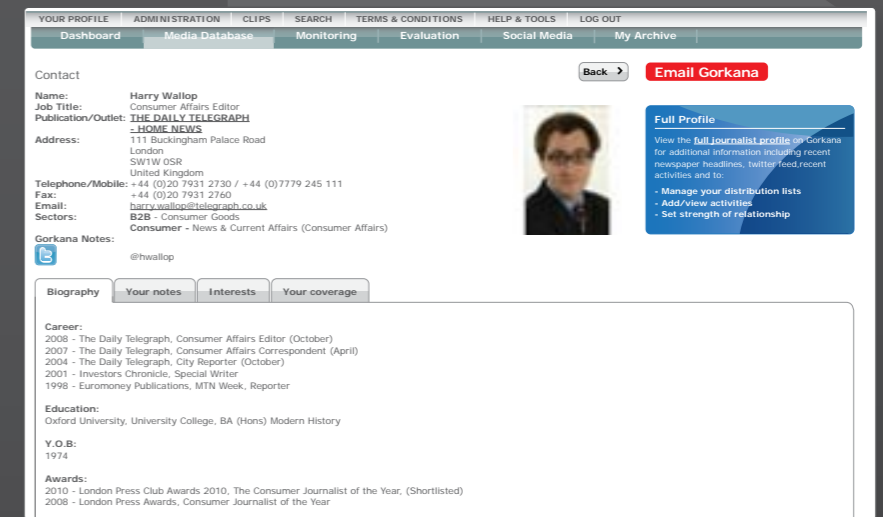 YOUR PROFILE ADMINISTRATION CLIPS SEARCH TERMS & CONDITIONS HELP & TOOLS LOG OUT
Dashboard Media Database Monitoring Evaluation Social Media My Archive
Contact
Back
Email Gorkana
Name: Harry Wallop
Job Title: Consumer Affairs Editor
Publication/Outlet: THE DAILY TELEGRAPH
- HOME NEWS
Address: 111 Buckingham Palace Road
London
SW1W 0SR
United Kingdom
Telephone/Mobile: +44 (0)20 7931 2730 / +44 (0)7779 245 111
Fax: +44 (0)20 7931 2760
Email: harry.wallop@telegraph.co.uk
Sectors: B2B - Consumer Goods
Consumer - News & Current Affairs (Consumer Affairs)
Gorkana Notes:
@hwallop
Full Profile
View the full journalist profile on Gorkana
for additional information including recent
newspaper headlines, twitter feed,recent
activities and to:
- Manage your distribution lists
- Add/view activities
- Set strength of relationship
Biography Your notes Interests Your coverage
Career:
2008 - The Daily Telegraph, Consumer Affairs Editor (October)
2007 - The Daily Telegraph, Consumer Affairs Correspondent (April)
2004 - The Daily Telegraph, City Reporter (October)
2001 - Investors Chronicle, Special Writer
1998 - Euromoney Publications, MTN Week, Reporter
Education:
Oxford University, University College, BA (Hons) Modern History
Y.O.B:
1974
Awards:
2010 - London Press Club Awards 2010, The Consumer Journalist of the Year, (Shortlisted)
2008 - London Press Awards, Consumer Journalist of the Year